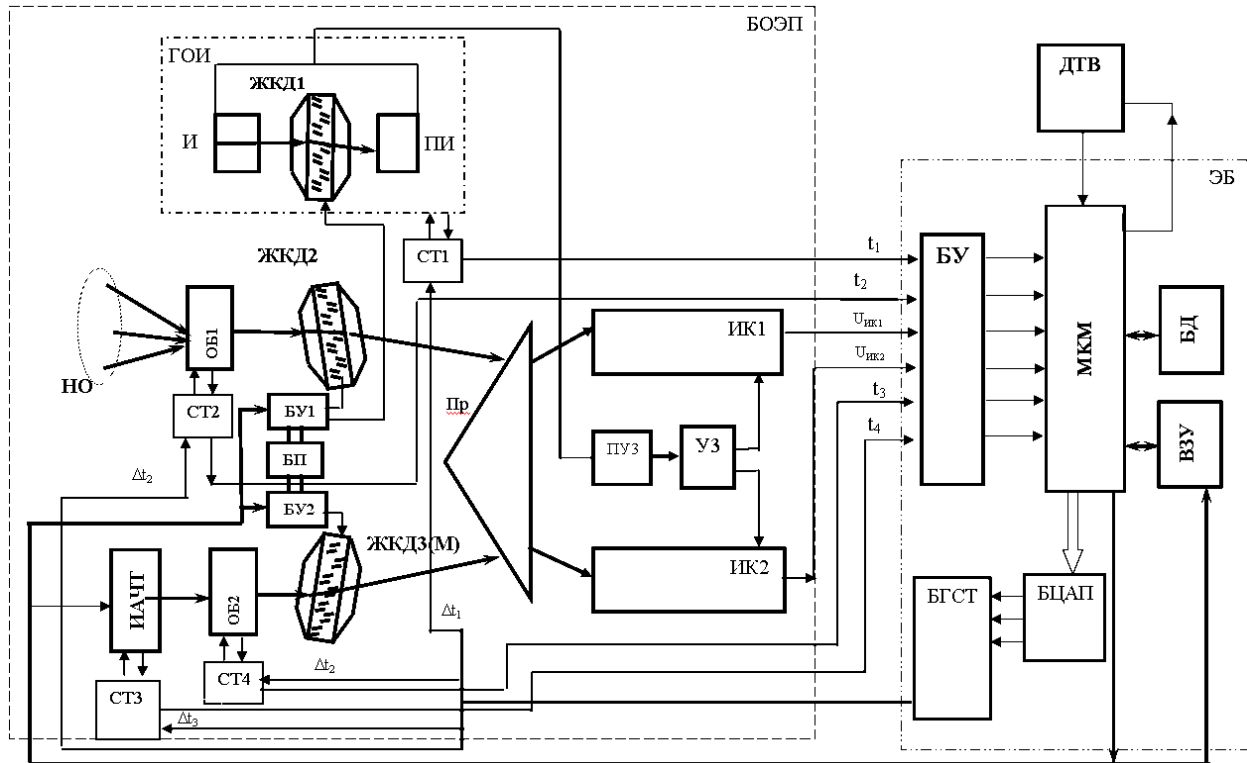 БОЭП
ГОИ
ЖКД1
И
ПИ
ДТВ
ЭБ
СТ1
t₁
ЖКД2
БУ
t₂
ОБ1
ИК1
U_ИК1
МКМ
БД
НО
U_ИК2
СТ2
БУ1
Пр
t₃
ПУЗ
УЗ
t₄
ВЗУ
БП
Δt₂
БУ2
ЖКД3(М)
ИК2
ИАЧТ
ОБ2
Δt₁
БГСТ
БЦАП
СТ3
СТ4
Δt₂
Δt₃